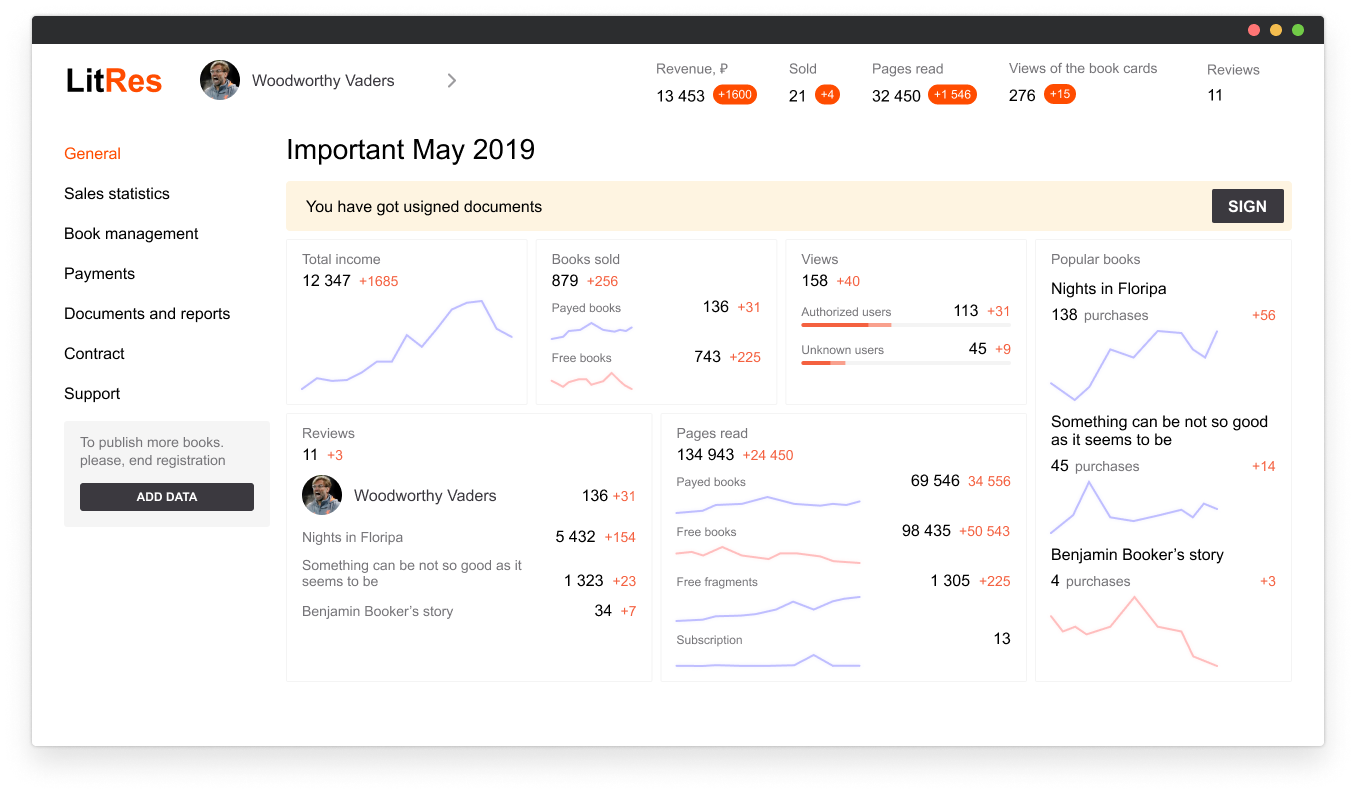 LitRes
Woodworthy Vaders
Revenue, ₽
13 453 +1600
Sold
21 +4
Pages read
32 450 +1 546
Views of the book cards
276 +15
Reviews
11
General
Sales statistics
Book management
Payments
Documents and reports
Contract
Support
To publish more books.
please, end registration
ADD DATA
Important May 2019
You have got usigned documents
SIGN
Total income
12 347 +1685
Books sold
879 +256
Payed books 136 +31
Free books 743 +225
Views
158 +40
Authorized users 113 +31
Unknown users 45 +9
Popular books
Nights in Floripa
138 purchases +56
Something can be not so good
as it seems to be
45 purchases +14
Benjamin Booker’s story
4 purchases +3
Reviews
11 +3
Woodworthy Vaders 136 +31
Nights in Floripa 5 432 +154
Something can be not so good as it
seems to be 1 323 +23
Benjamin Booker’s story 34 +7
Pages read
134 943 +24 450
Payed books 69 546 34 556
Free books 98 435 +50 543
Free fragments 1 305 +225
Subscription 13